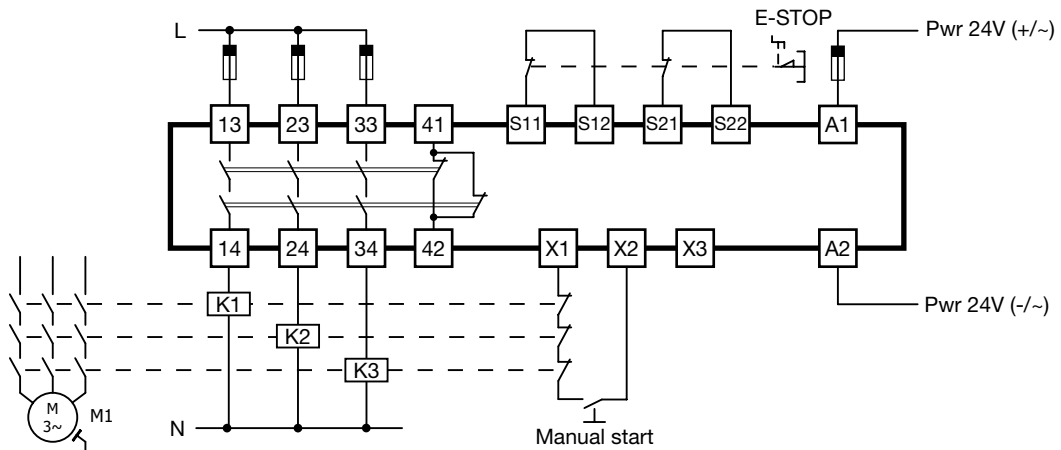 E-STOP
L
Pwr 24V (+/~)
13 23 33 41 S11 S12 S21 S22 A1
14 24 34 42 X1 X2 X3 A2
K1
Pwr 24V (-/~)
K2
K3
M
3~
M1
N
Manual start